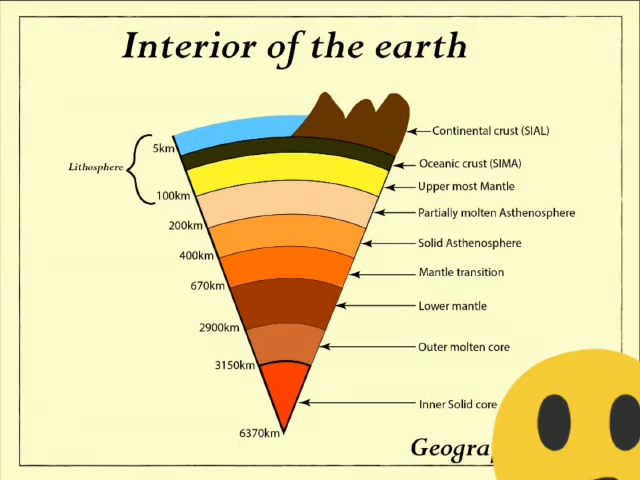 Interior of the earth
Continental crust (SIAL)
5km
Lithosphere
Oceanic crust (SIMA)
Upper most Mantle
100km
Partially molten Asthenosphere
200km
Solid Asthenosphere
400km
Mantle transition
670km
Lower mantle
2900km
Outer molten core
3150km
Inner Solid core
6370km